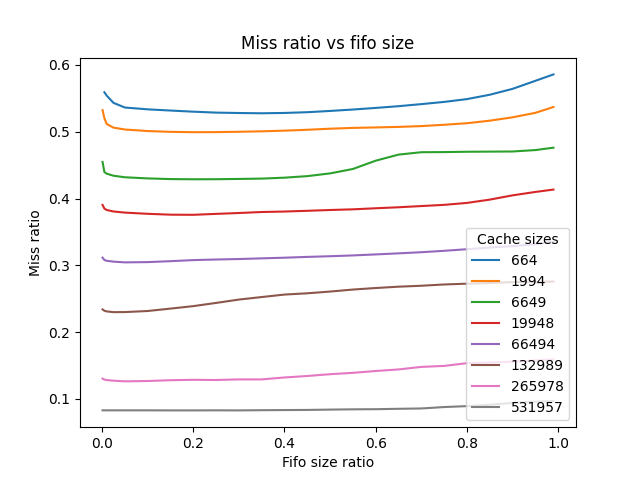 Miss ratio vs fifo size
0.6
0.5
0.4
0.3
0.2
0.1
Miss ratio
Cache sizes
664
1994
6649
19948
66494
132989
265978
531957
0.0 0.2 0.4 0.6 0.8 1.0
Fifo size ratio